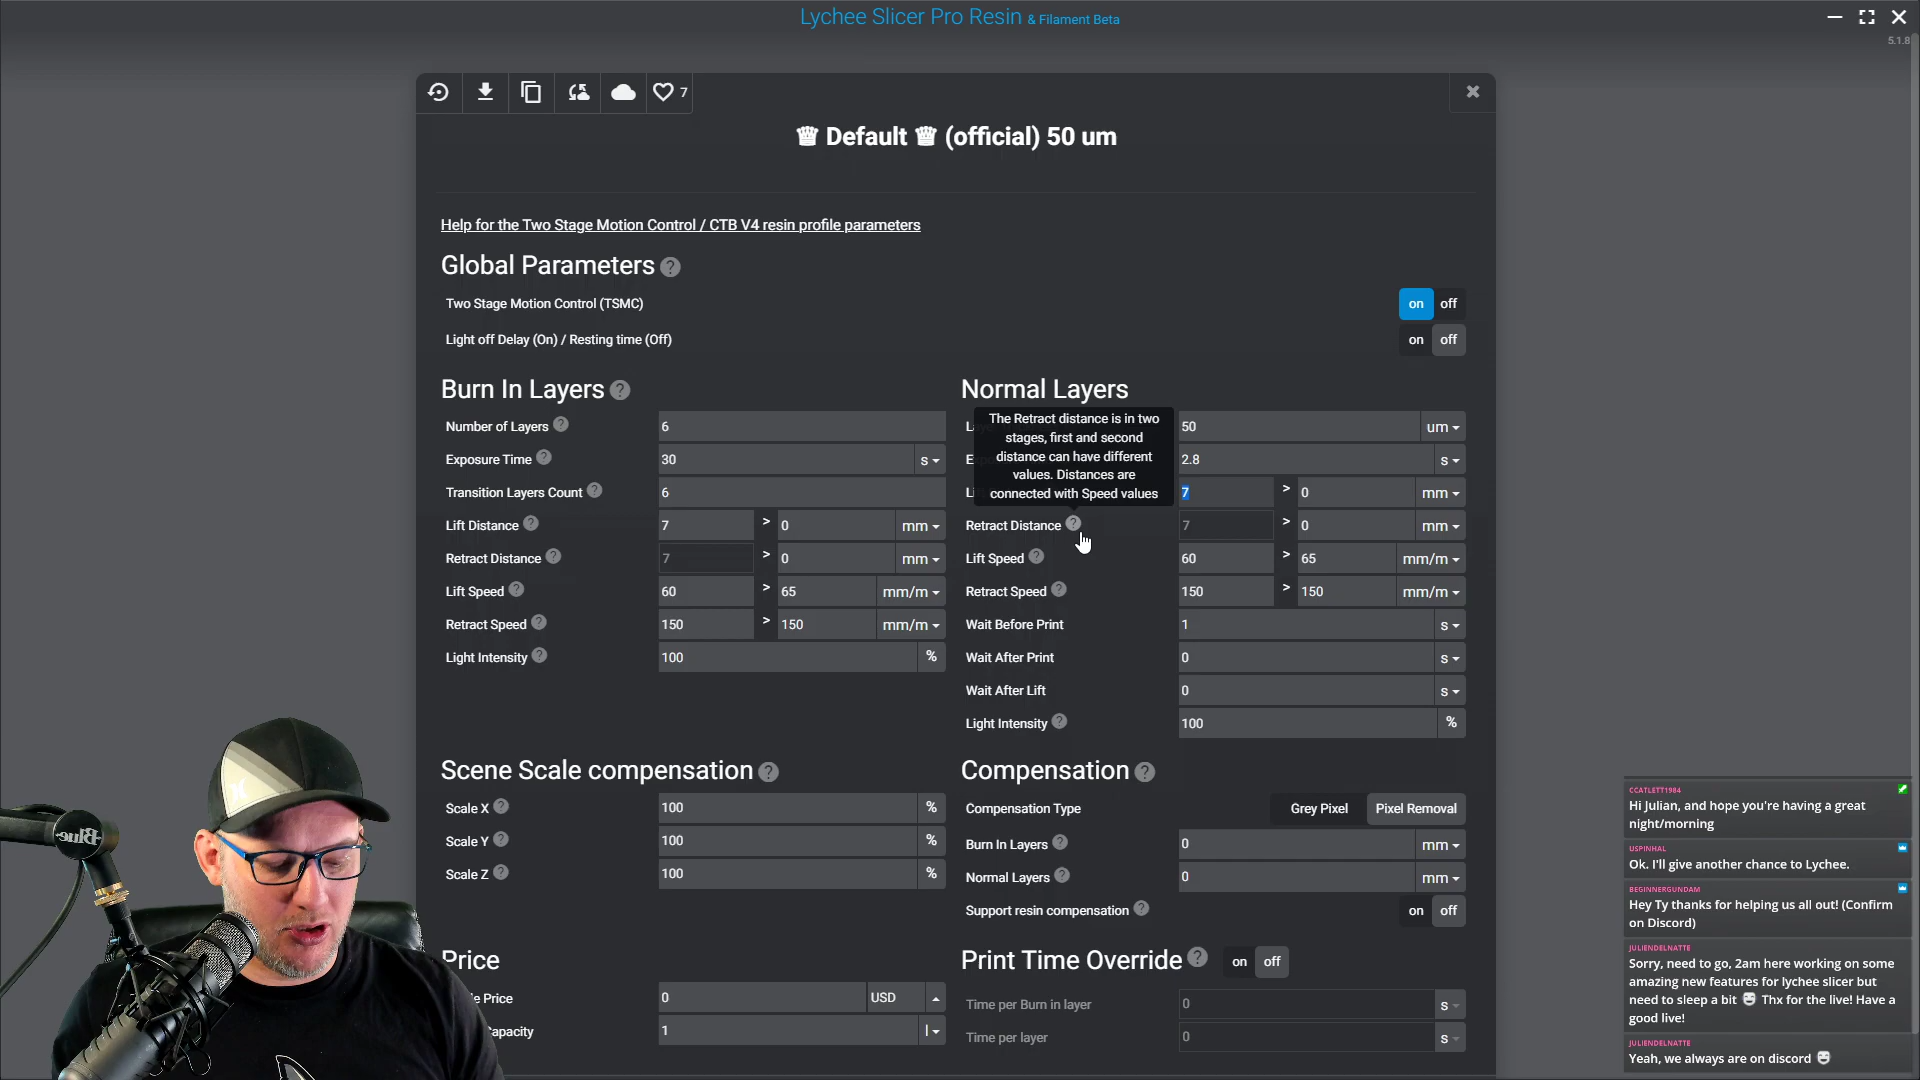 Lychee Slicer Pro Resin & Filament Beta
5.1.8
7
♛ Default ♛ (official) 50 um
Help for the Two Stage Motion Control / CTB V4 resin profile parameters
Global Parameters ?
Two Stage Motion Control (TSMC) on off
Light off Delay (On) / Resting time (Off) on off
Burn In Layers ?
Number of Layers ? 6
Exposure Time ? 30 s
Transition Layers Count ? 6
Lift Distance ? 7 > 0 mm
Retract Distance ? 7 > 0 mm
Lift Speed ? 60 > 65 mm/m
Retract Speed ? 150 > 150 mm/m
Light Intensity ? 100 %
Normal Layers
The Retract distance is in two
stages, first and second
distance can have different
values. Distances are
connected with Speed values
50 um
2.8 s
7 > 0 mm
Retract Distance ? 7 > 0 mm
Lift Speed ? 60 > 65 mm/m
Retract Speed ? 150 > 150 mm/m
Wait Before Print 1 s
Wait After Print 0 s
Wait After Lift 0 s
Light Intensity ? 100 %
Scene Scale compensation ?
Scale X ? 100 %
Scale Y ? 100 %
Scale Z ? 100 %
Compensation ?
Compensation Type Grey Pixel Pixel Removal
Burn In Layers ? 0 mm
Normal Layers ? 0 mm
Support resin compensation ? on off
Price
Price 0 USD
1 l
Print Time Override ? on off
Time per Burn in layer 0 s
Time per layer 0 s
Blue
CCATLETT1984
Hi Julian, and hope you're having a great
night/morning
USPINHAL
Ok. I'll give another chance to Lychee.
BEGINNERGUNDAM
Hey Ty thanks for helping us all out! (Confirm
on Discord)
JULIENDELNATTE
Sorry, need to go, 2am here working on some
amazing new features for lychee slicer but
need to sleep a bit 😁 Thx for the live! Have a
good live!
JULIENDELNATTE
Yeah, we always are on discord 😁